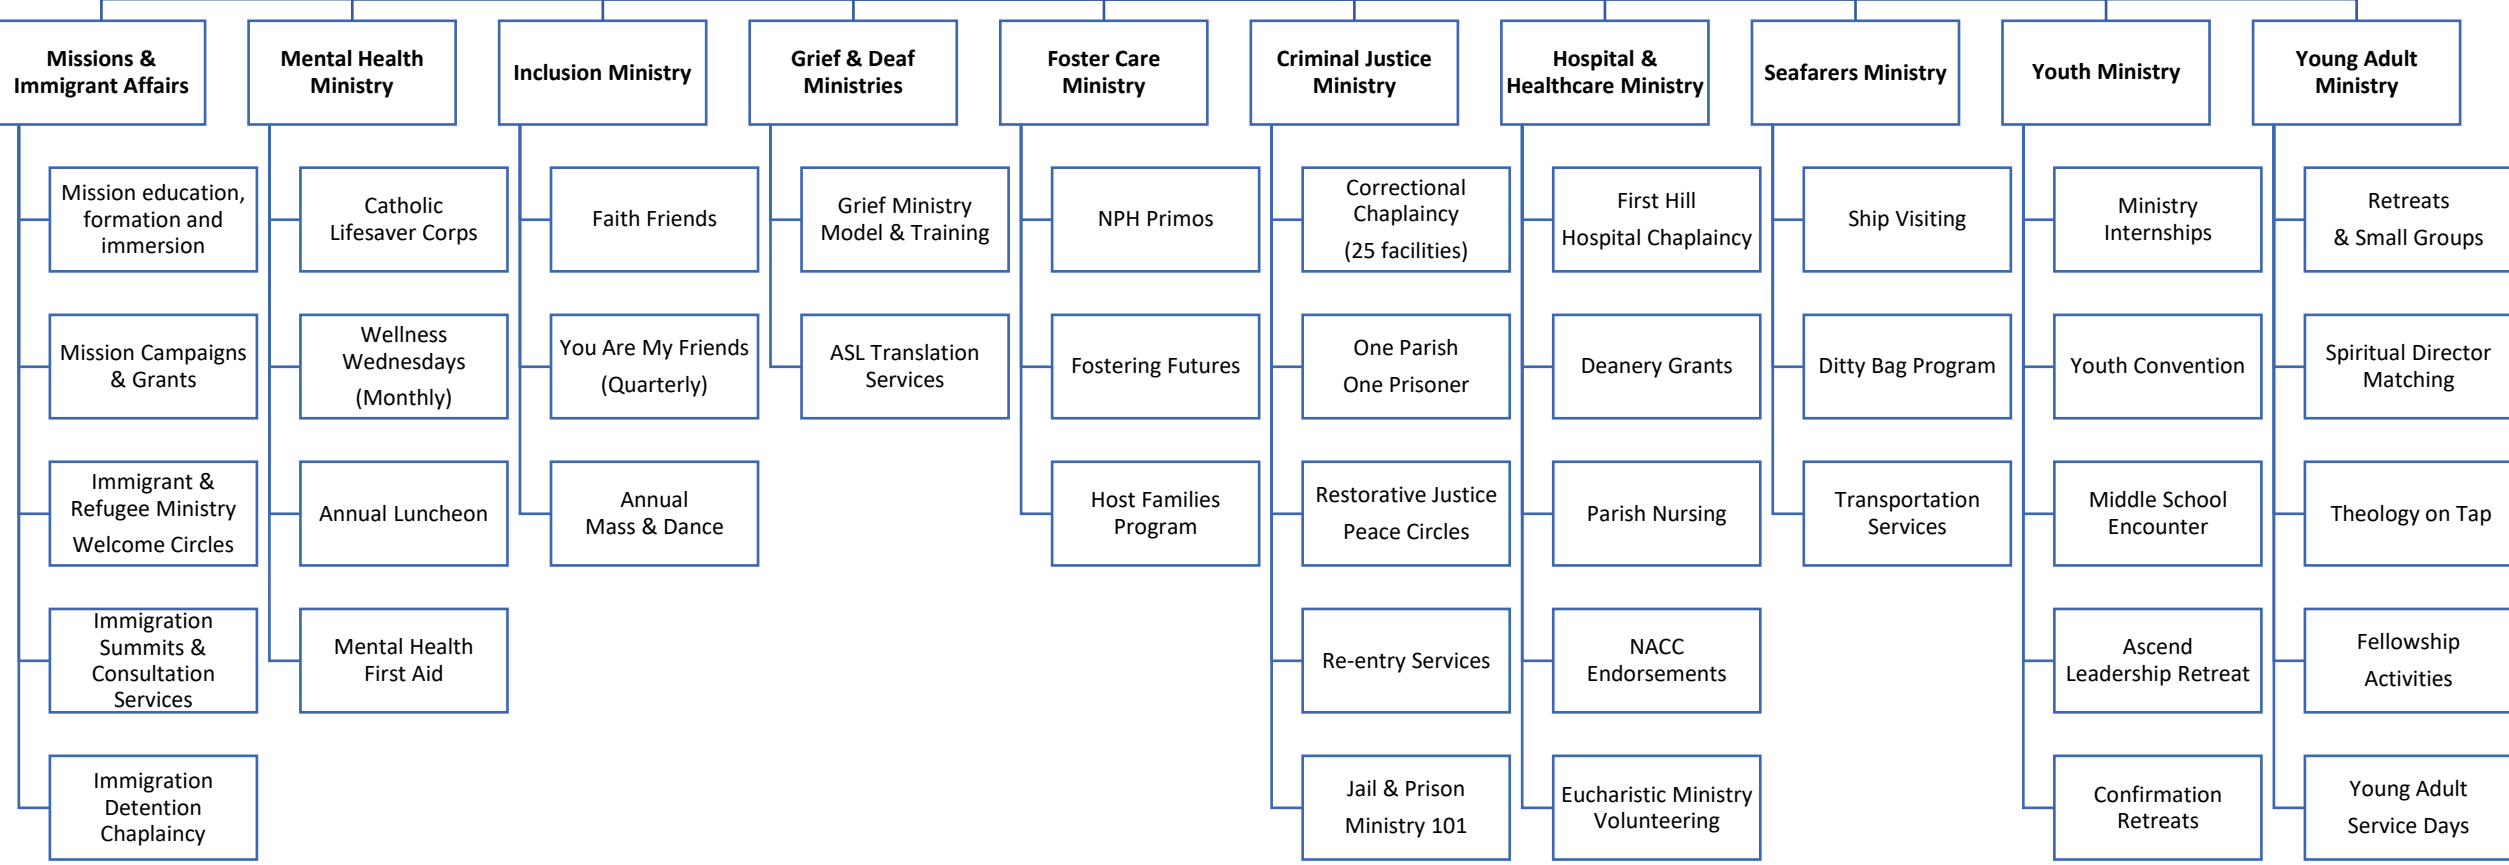 Missions &
Immigrant Affairs
Mission education,
formation and
immersion
Mission Campaigns
& Grants
Immigrant &
Refugee Ministry
Welcome Circles
Immigration
Summits &
Consultation
Services
Immigration
Detention
Chaplaincy
Mental Health
Ministry
Catholic
Lifesaver Corps
Wellness
Wednesdays
(Monthly)
Annual Luncheon
Mental Health
First Aid
Inclusion Ministry
Faith Friends
You Are My Friends
(Quarterly)
Annual
Mass & Dance
Grief & Deaf
Ministries
Grief Ministry
Model & Training
ASL Translation
Services
Foster Care
Ministry
NPH Primos
Fostering Futures
Host Families
Program
Criminal Justice
Ministry
Correctional
Chaplaincy
(25 facilities)
One Parish
One Prisoner
Restorative Justice
Peace Circles
Re-entry Services
Jail & Prison
Ministry 101
Hospital &
Healthcare Ministry
First Hill
Hospital Chaplaincy
Deanery Grants
Parish Nursing
NACC
Endorsements
Eucharistic Ministry
Volunteering
Seafarers Ministry
Ship Visiting
Ditty Bag Program
Transportation
Services
Youth Ministry
Ministry
Internships
Youth Convention
Middle School
Encounter
Ascend
Leadership Retreat
Confirmation
Retreats
Young Adult
Ministry
Retreats
& Small Groups
Spiritual Director
Matching
Theology on Tap
Fellowship
Activities
Young Adult
Service Days